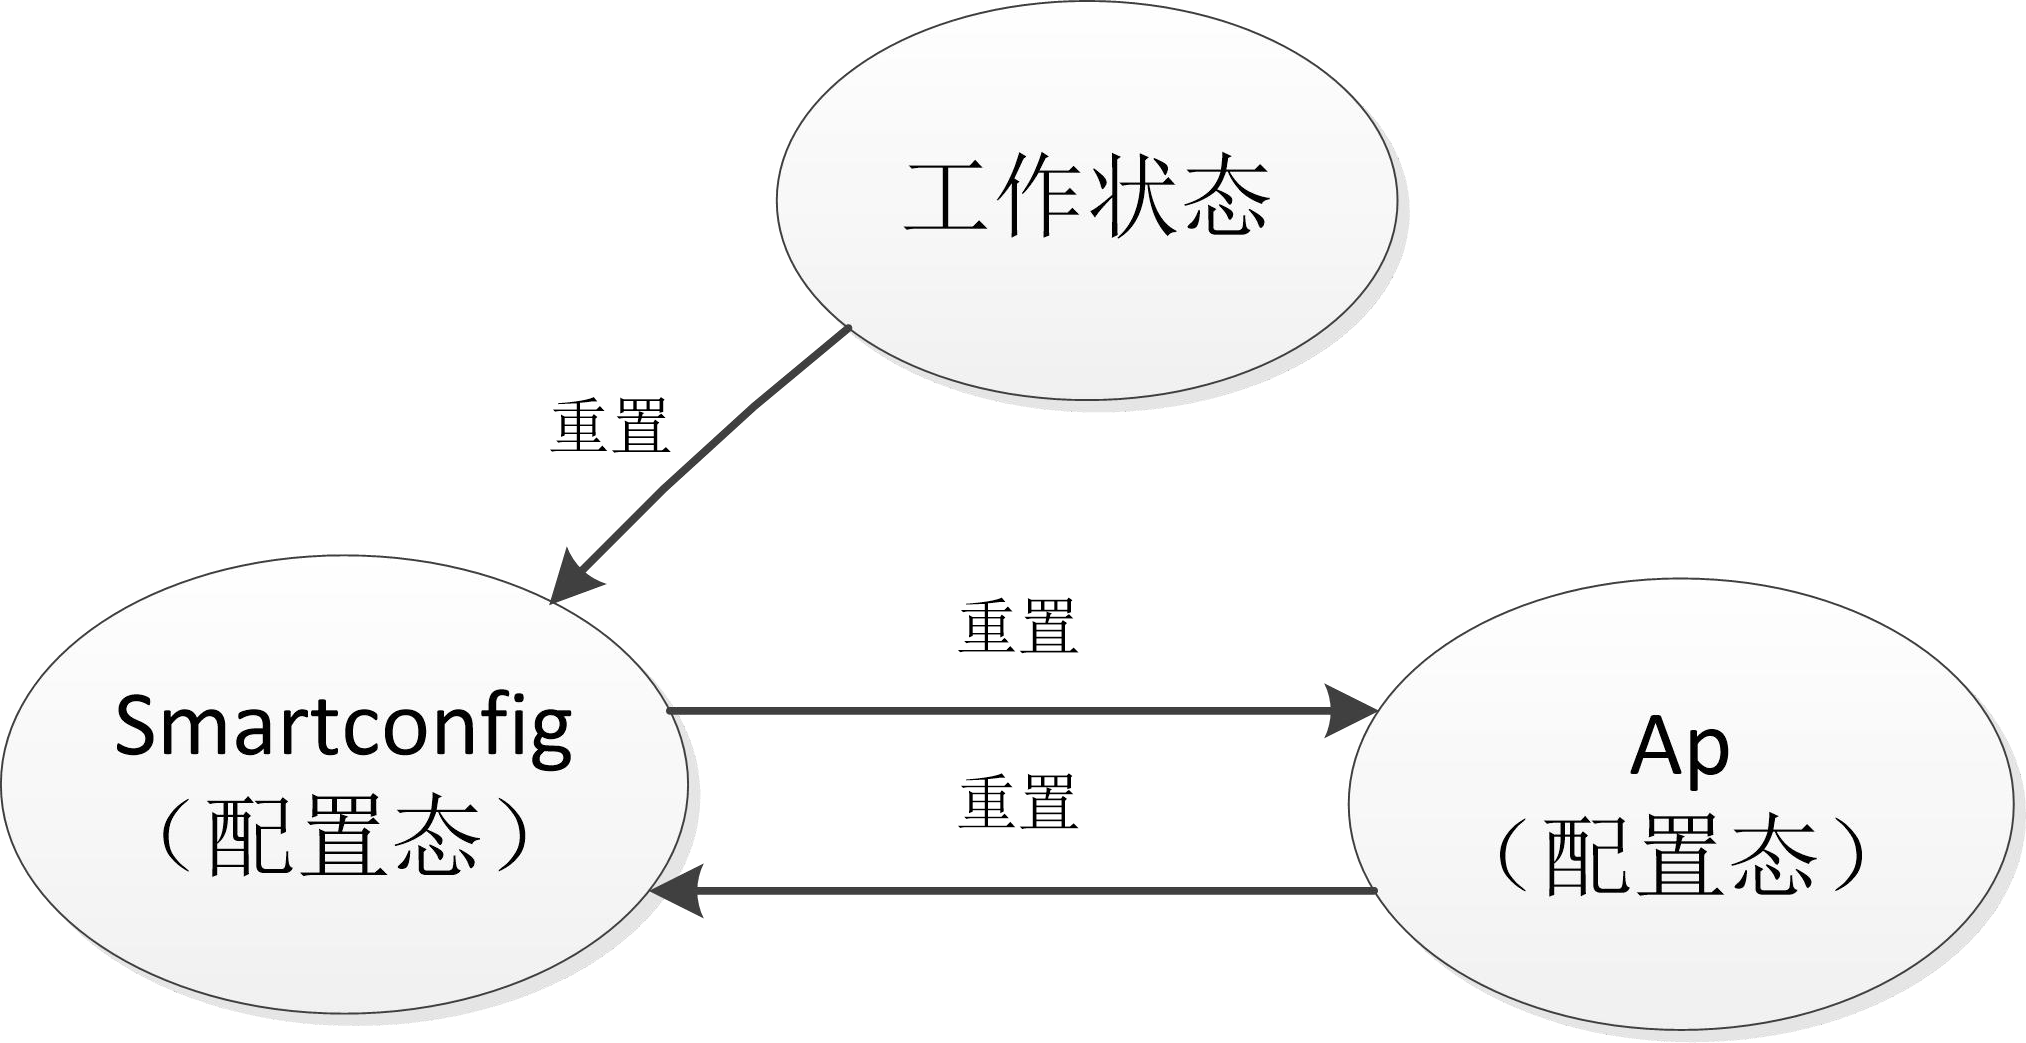 工作状态
重置
重置
Smartconfig
（配置态）
Ap
（配置态）
重置